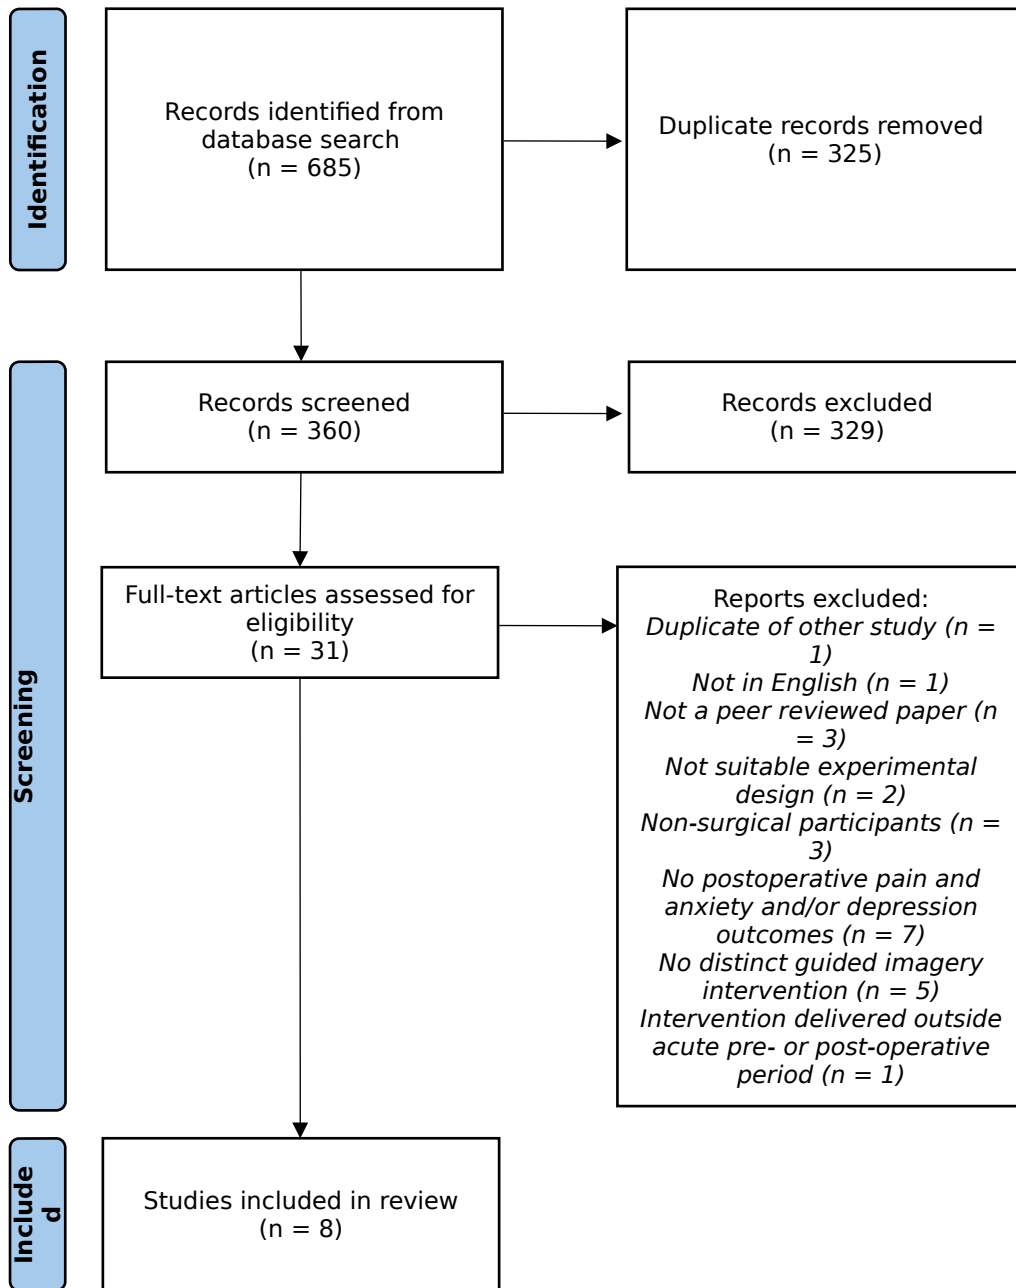 Identification
Records identified from
database search
(n = 685)
Duplicate records removed
(n = 325)
Screening
Records screened
(n = 360)
Records excluded
(n = 329)
Full-text articles assessed for
eligibility
(n = 31)
Reports excluded:
Duplicate of other study (n =
1)
Not in English (n = 1)
Not a peer reviewed paper (n
= 3)
Not suitable experimental
design (n = 2)
Non-surgical participants (n =
3)
No postoperative pain and
anxiety and/or depression
outcomes (n = 7)
No distinct guided imagery
intervention (n = 5)
Intervention delivered outside
acute pre- or post-operative
period (n = 1)
Include
d
Studies included in review
(n = 8)